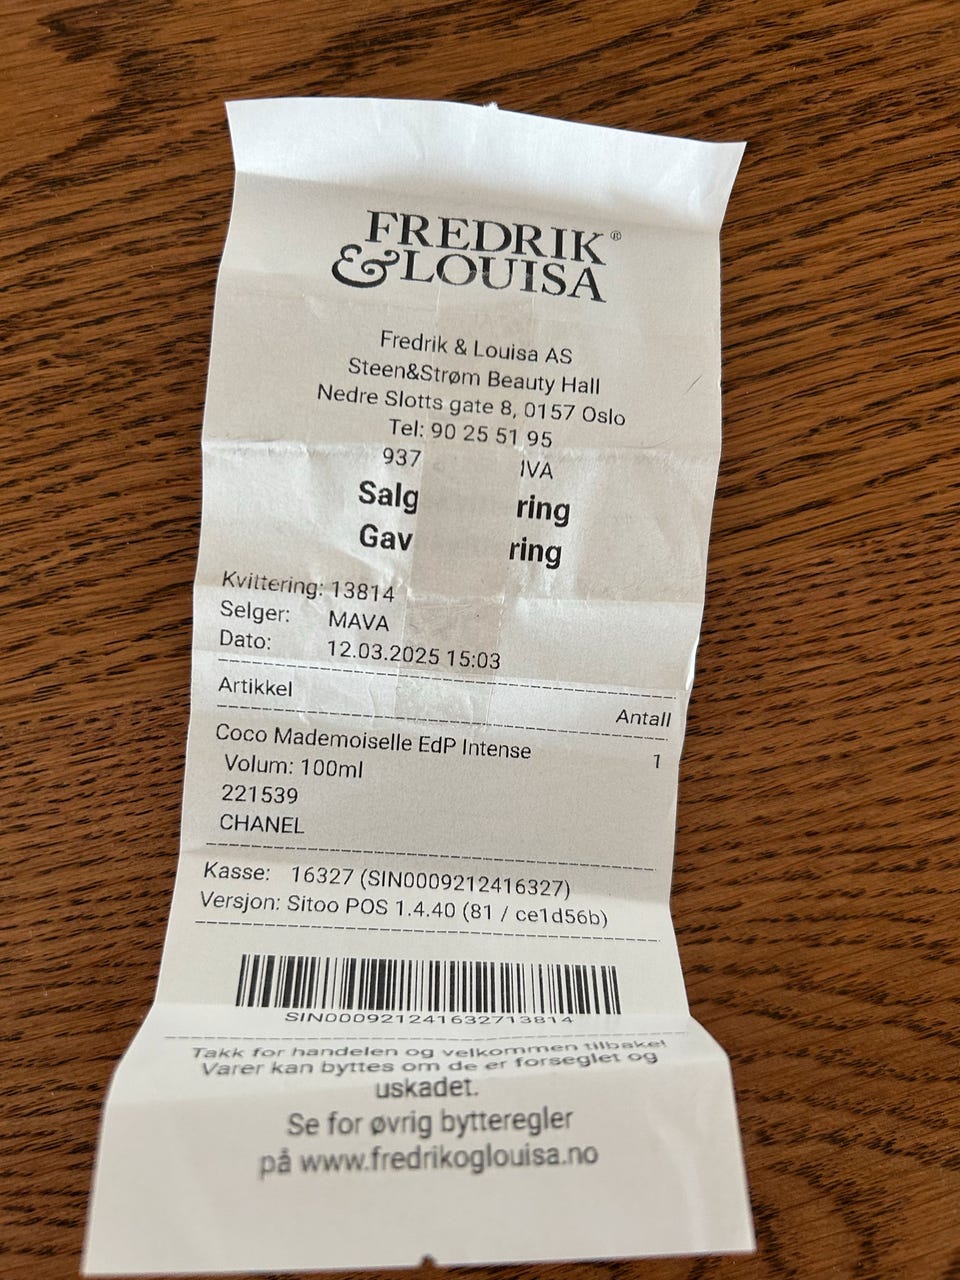 FREDRIK®
&LOUISA
Fredrik & Louisa AS
Steen&Strøm Beauty Hall
Nedre Slotts gate 8, 0157 Oslo
Tel: 90 25 51 95
937
Salg ring
Gav ring
Kvittering: 13814
Selger: MAVA
Dato: 12.03.2025 15:03
Artikkel Antall
Coco Mademoiselle EdP Intense 1
Volum: 100ml
221539
CHANEL
Kasse: 16327 (SIN0009212416327)
Versjon: Sitoo POS 1.4.40 (81 / ce1d56b)
SIN000921241632713814
Takk for handelen og velkommen tilbake!
Varer kan byttes om de er forseglet og
uskadet.
Se for øvrig bytteregler
på www.fredrikoglouisa.no